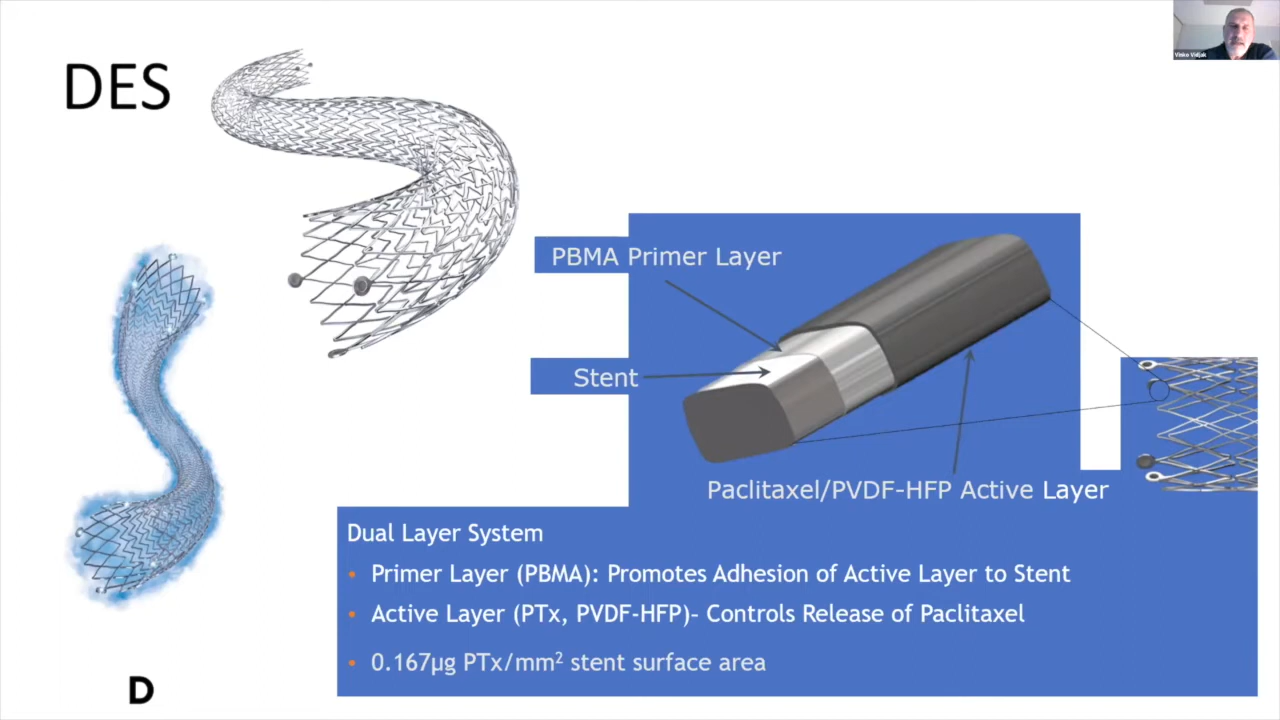 DES
Vinko Vidjak
PBMA Primer Layer
Stent
Paclitaxel/PVDF-HFP Active Layer
Dual Layer System
• Primer Layer (PBMA): Promotes Adhesion of Active Layer to Stent
• Active Layer (PTx, PVDF-HFP)- Controls Release of Paclitaxel
• 0.167µg PTx/mm² stent surface area
D